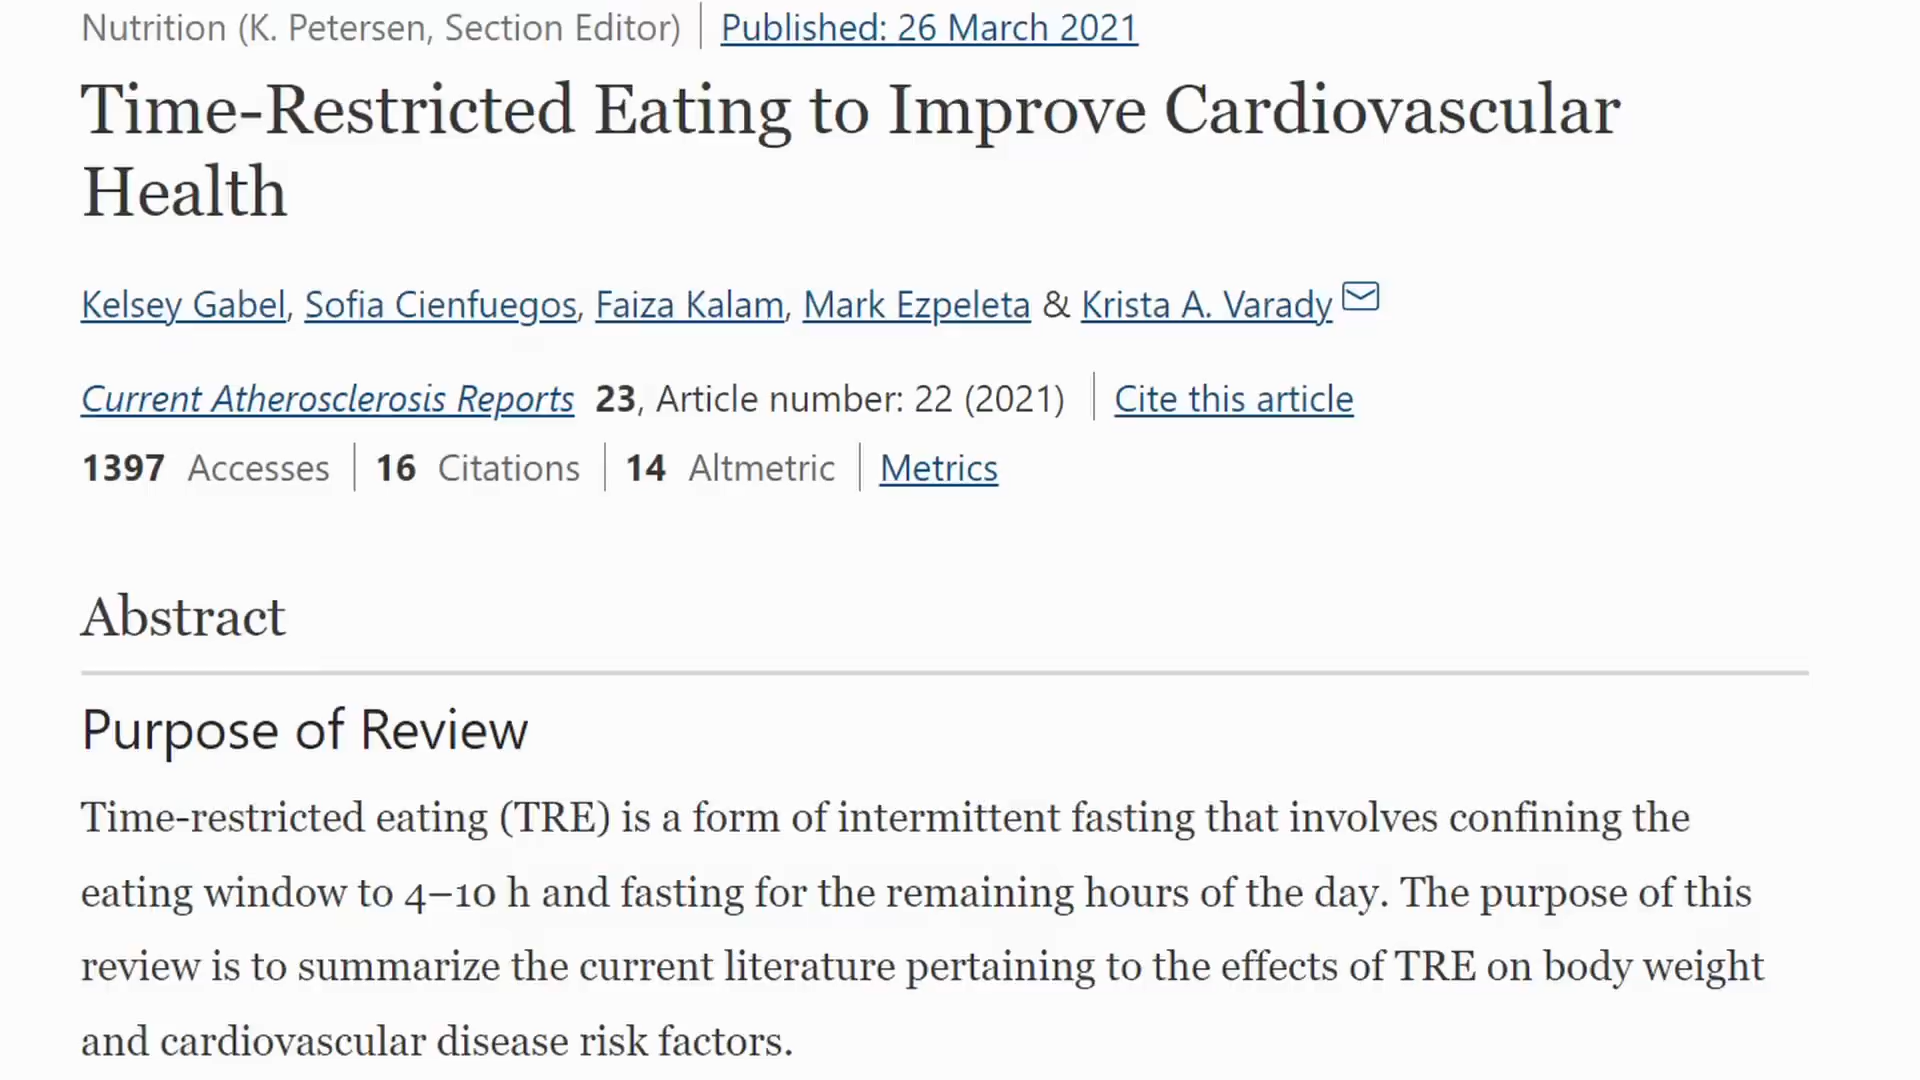 Nutrition (K. Petersen, Section Editor) | Published: 26 March 2021
Time-Restricted Eating to Improve Cardiovascular
Health
Kelsey Gabel, Sofia Cienfuegos, Faiza Kalam, Mark Ezpeleta & Krista A. Varady
Current Atherosclerosis Reports 23, Article number: 22 (2021) | Cite this article
1397 Accesses | 16 Citations | 14 Altmetric | Metrics
Abstract
Purpose of Review
Time-restricted eating (TRE) is a form of intermittent fasting that involves confining the
eating window to 4–10 h and fasting for the remaining hours of the day. The purpose of this
review is to summarize the current literature pertaining to the effects of TRE on body weight
and cardiovascular disease risk factors.